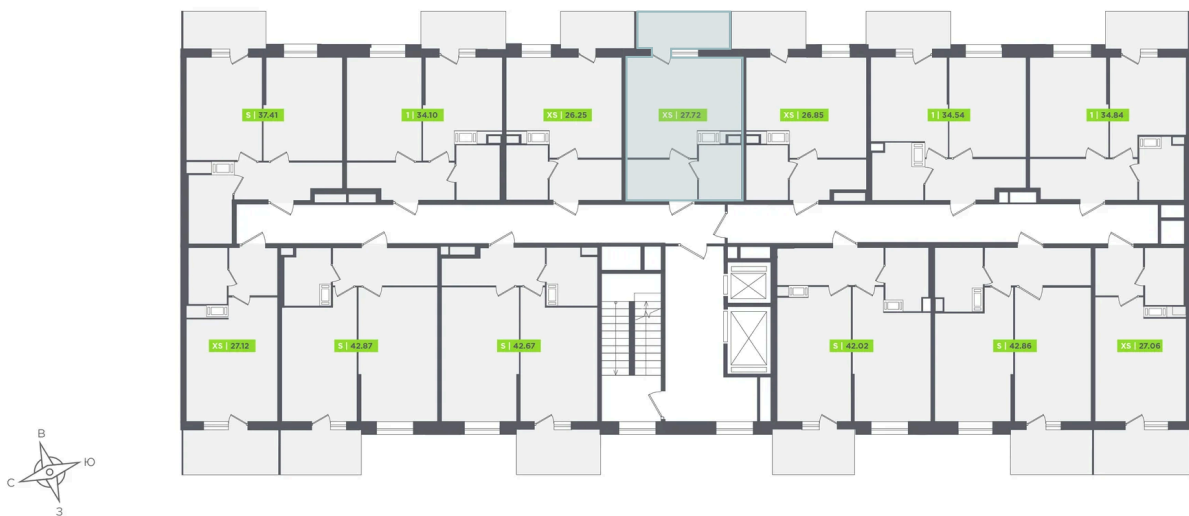 S | 37.41
1 | 34.10
XS | 26.25
XS | 27.72
XS | 26.85
1 | 34.54
1 | 34.84
XS | 27.12
S | 42.87
S | 42.67
S | 42.02
S | 42.86
XS | 27.06
В
Ю
С
З